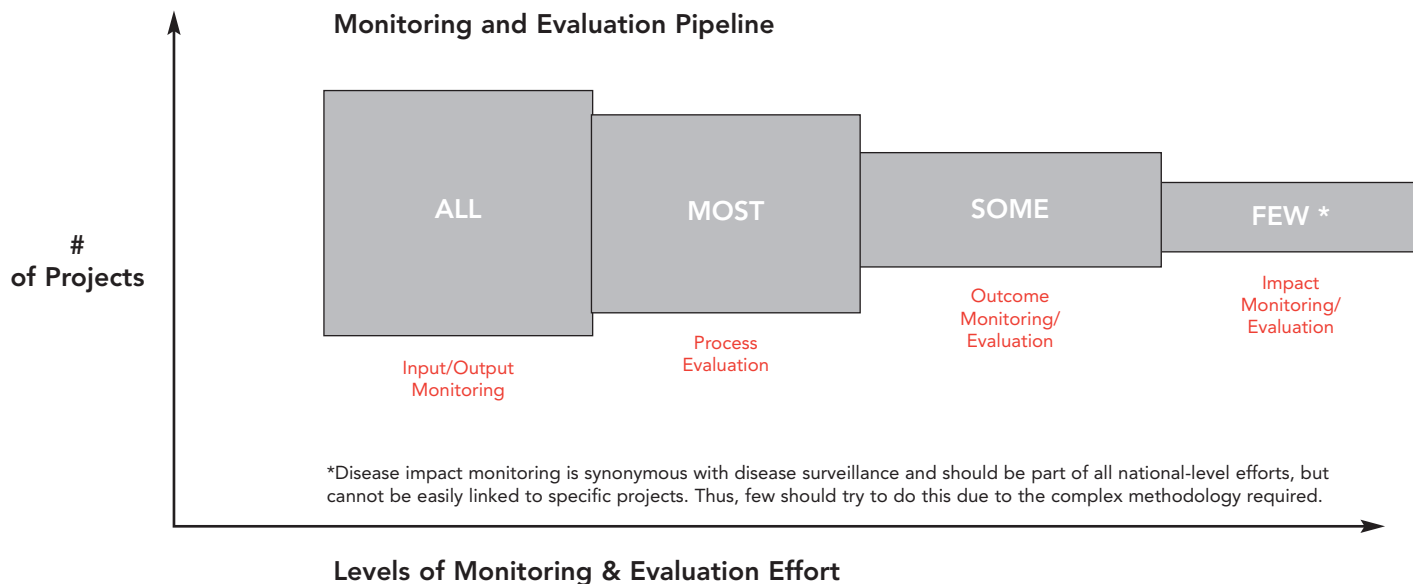 Monitoring and Evaluation Pipeline
#
of Projects
ALL
MOST
SOME
FEW *
Input/Output
Monitoring
Process
Evaluation
Outcome
Monitoring/
Evaluation
Impact
Monitoring/
Evaluation
*Disease impact monitoring is synonymous with disease surveillance and should be part of all national-level efforts, but
cannot be easily linked to specific projects. Thus, few should try to do this due to the complex methodology required.
Levels of Monitoring & Evaluation Effort